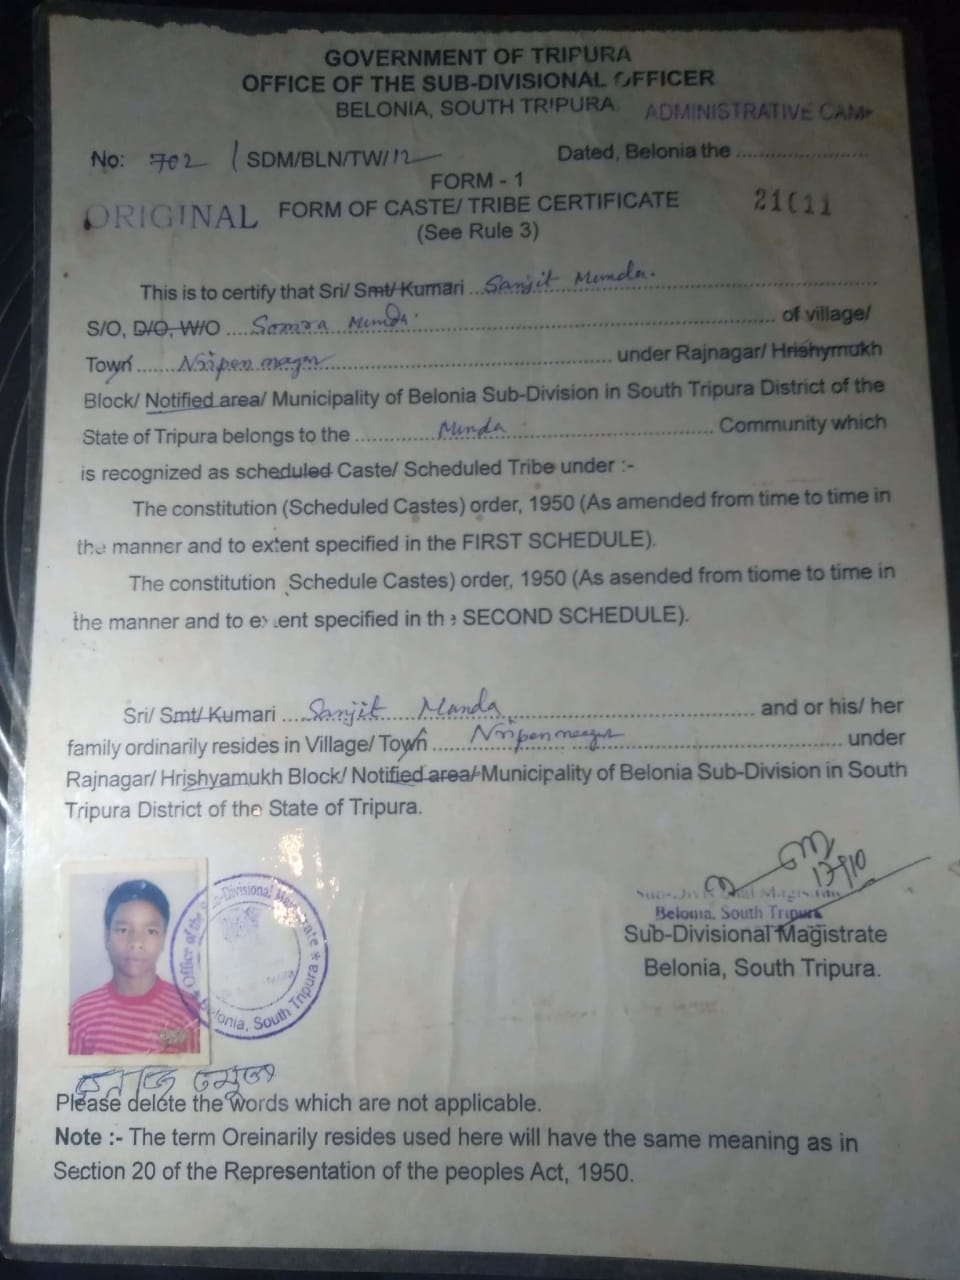 GOVERNMENT OF TRIPURA
OFFICE OF THE SUB-DIVISIONAL OFFICER
BELONIA, SOUTH TRIPURA.
ADMINISTRATIVE CAMP
No: 702 / SDM/BLN/TW/12
Dated, Belonia the ....................
FORM - 1
ORIGINAL FORM OF CASTE/ TRIBE CERTIFICATE
(See Rule 3)
This is to certify that Sri/ Smt/ Kumari ..Sanjit Munda.
S/O, D/O, W/O ....Somra Munda ............ of village/
Town ......Nripen nagar ............ under Rajnagar/ Hrishymukh
Block/ Notified area/ Municipality of Belonia Sub-Division in South Tripura District of the
State of Tripura belongs to the ............ Munda ............ Community which
is recognized as scheduled Caste/ Scheduled Tribe under :-
The constitution (Scheduled Castes) order, 1950 (As amended from time to time in
the manner and to extent specified in the FIRST SCHEDULE).
The constitution (Schedule Castes) order, 1950 (As asended from tiome to time in
the manner and to extent specified in the SECOND SCHEDULE).
Sri/ Smt/ Kumari ....Sanjit Munda ............ and or his/ her
family ordinarily resides in Village/ Town ......Nripennagar ............ under
Rajnagar/ Hrishyamukh Block/ Notified area/ Municipality of Belonia Sub-Division in South
Tripura District of the State of Tripura.
Sub-Divisional Magistrate
Belonia, South Tripura
Sub-Divisional Magistrate
Belonia, South Tripura.
Office of the Sub-Divisional Magistrate * Belonia, South Tripura *
Please delete the words which are not applicable.
Note :- The term Oreinarily resides used here will have the same meaning as in
Section 20 of the Representation of the peoples Act, 1950.